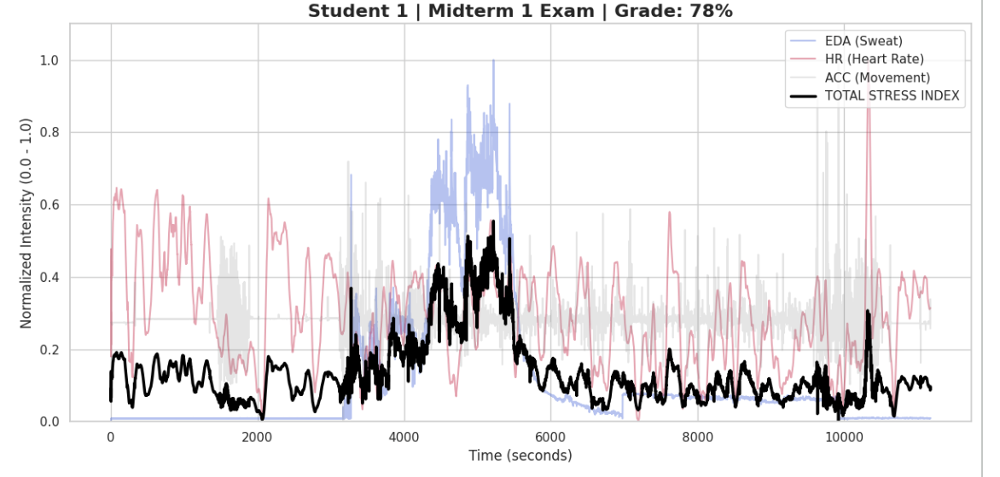 Student 1 | Midterm 1 Exam | Grade: 78%
EDA (Sweat)
HR (Heart Rate)
ACC (Movement)
TOTAL STRESS INDEX
Normalized Intensity (0.0 - 1.0)
1.0
0.8
0.6
0.4
0.2
0.0
0 2000 4000 6000 8000 10000
Time (seconds)